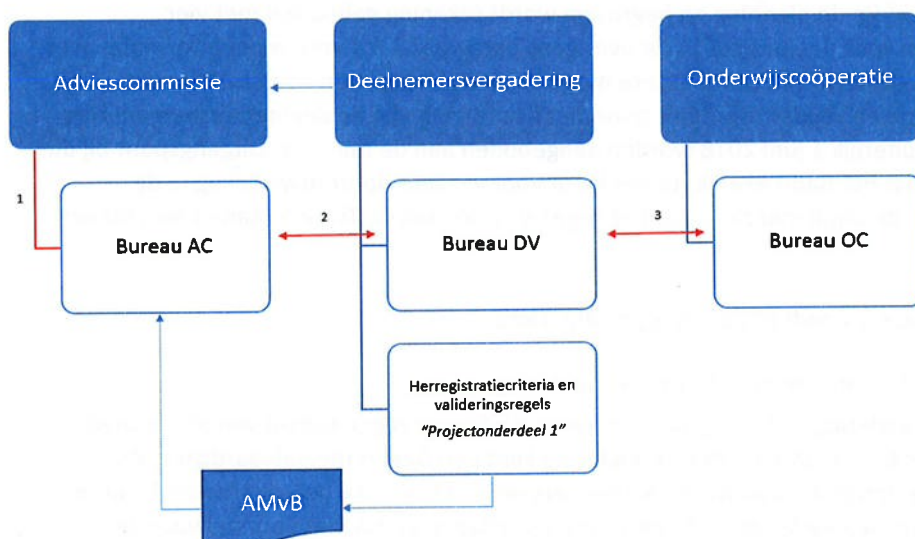 Adviescommissie
Deelnemersvergadering
Onderwijscoöperatie
1
Bureau AC
2
Bureau DV
3
Bureau OC
Herregistratiecriteria en
valideringsregels
"Projectonderdeel 1"
AMvB